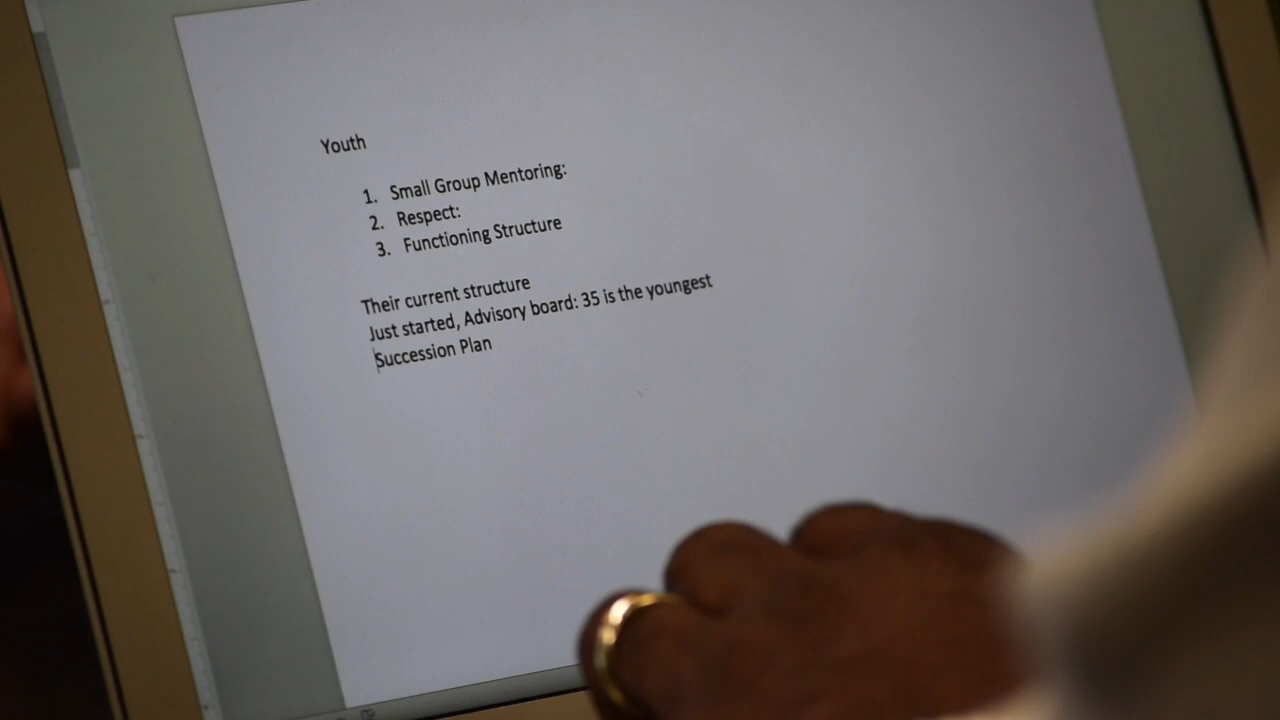 Youth
1. Small Group Mentoring:
2. Respect:
3. Functioning Structure
Their current structure
Just started, Advisory board: 35 is the youngest
Succession Plan